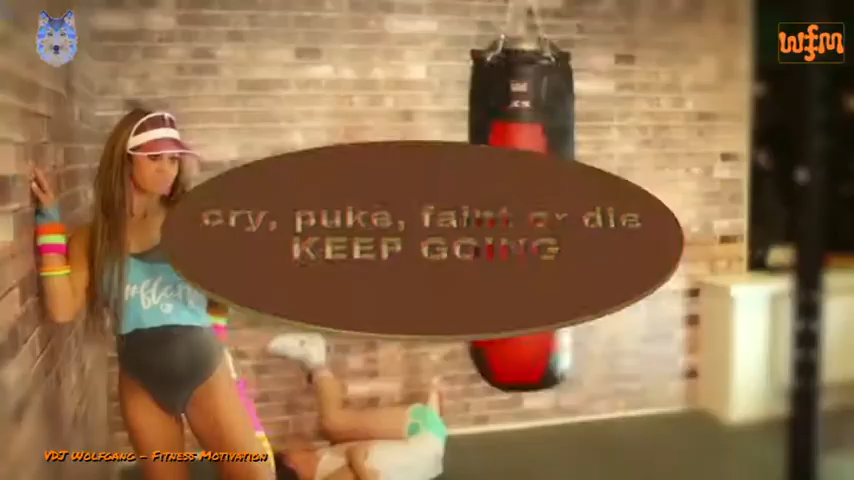 wfm
cry, puke, faint or die
KEEP GOING
VDJ Wolfgang - Fitness Motivation